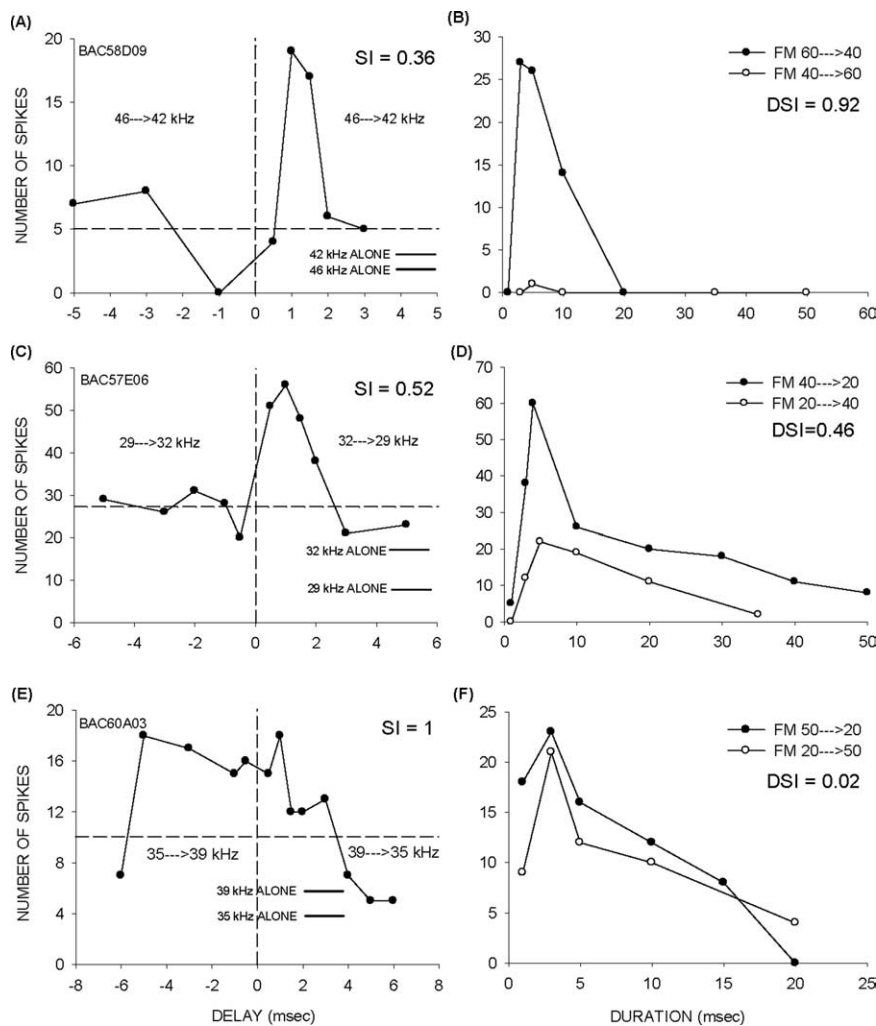 (A)
BAC58D09
SI = 0.36
46--->42 kHz
46--->42 kHz
42 kHZ ALONE
46 kHz ALONE
NUMBER OF SPIKES
20
15
10
5
0
-5 -4 -3 -2 -1 0 1 2 3 4 5
(B)
FM 60--->40
FM 40--->60
DSI = 0.92
30
25
20
15
10
5
0
0 10 20 30 40 50 60
(C)
BAC57E06
SI = 0.52
29--->32 kHz
32--->29 kHz
32 kHZ ALONE
29 kHz ALONE
NUMBER OF SPIKES
60
50
40
30
20
10
0
-6 -4 -2 0 2 4 6
(D)
FM 40--->20
FM 20--->40
DSI=0.46
70
60
50
40
30
20
10
0
0 10 20 30 40 50
(E)
BAC60A03
SI = 1
35--->39 kHz
39--->35 kHz
39 kHz ALONE
35 kHz ALONE
NUMBER OF SPIKES
20
16
12
8
4
0
-8 -6 -4 -2 0 2 4 6 8
DELAY (msec)
(F)
FM 50--->20
FM 20--->50
DSI = 0.02
25
20
15
10
5
0
0 5 10 15 20 25
DURATION (msec)